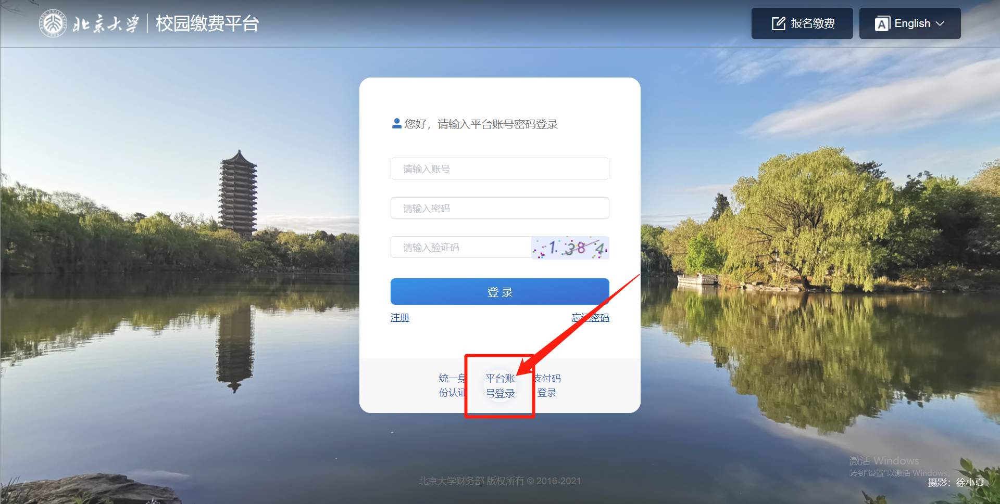 北京大学 校园缴费平台
报名缴费
English
您好，请输入平台账号密码登录
请输入账号
请输入密码
请输入验证码
1384
登 录
注册
忘记密码
统一身份认证
平台账号登录
支付码登录
激活 Windows
转到“设置”以激活 Windows。
北京大学财务部 版权所有 © 2016-2021
摄影：徐小夏